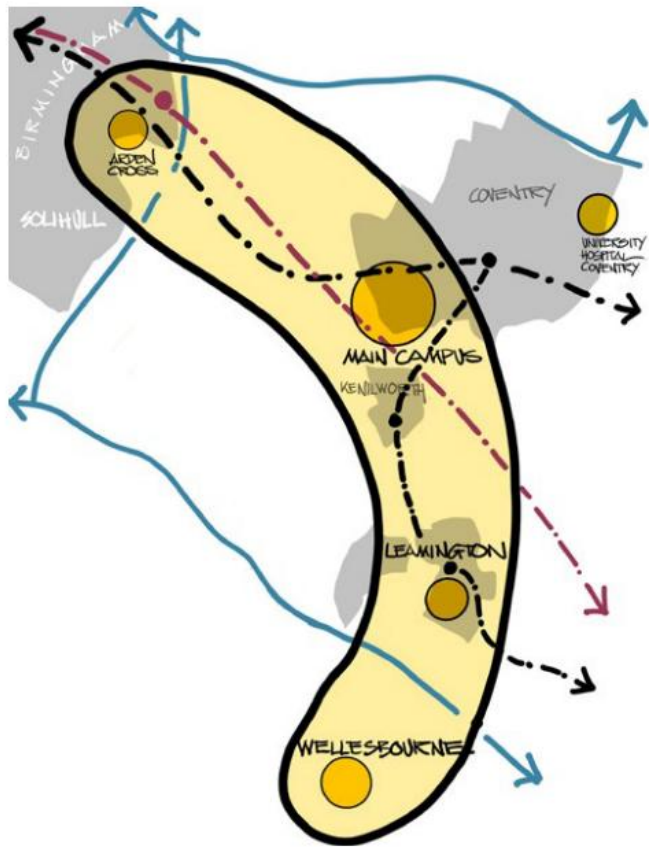 BIRMINGHAM
ARDEN
CROSS
SOLIHULL
COVENTRY
UNIVERSITY
HOSPITAL
COVENTRY
MAIN CAMPUS
KENILWORTH
LEAMINGTON
WELLESBOURNE